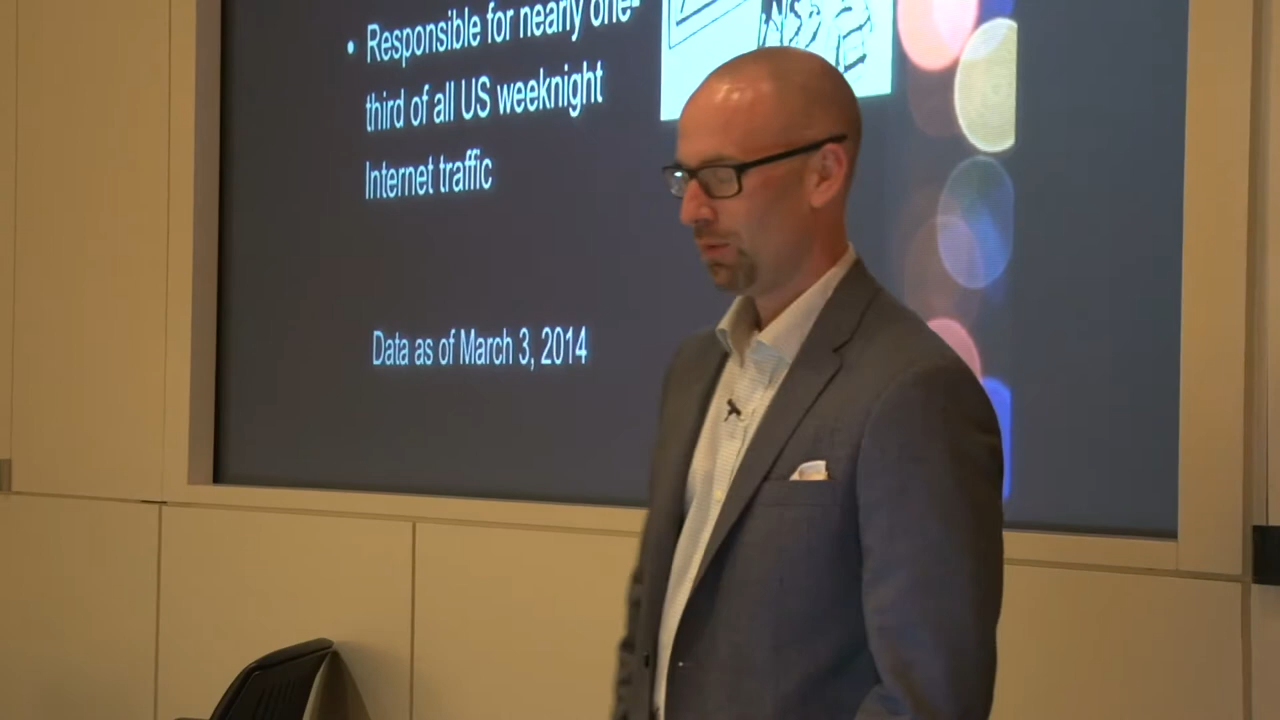 • Responsible for nearly one-
third of all US weeknight
Internet traffic
Data as of March 3, 2014